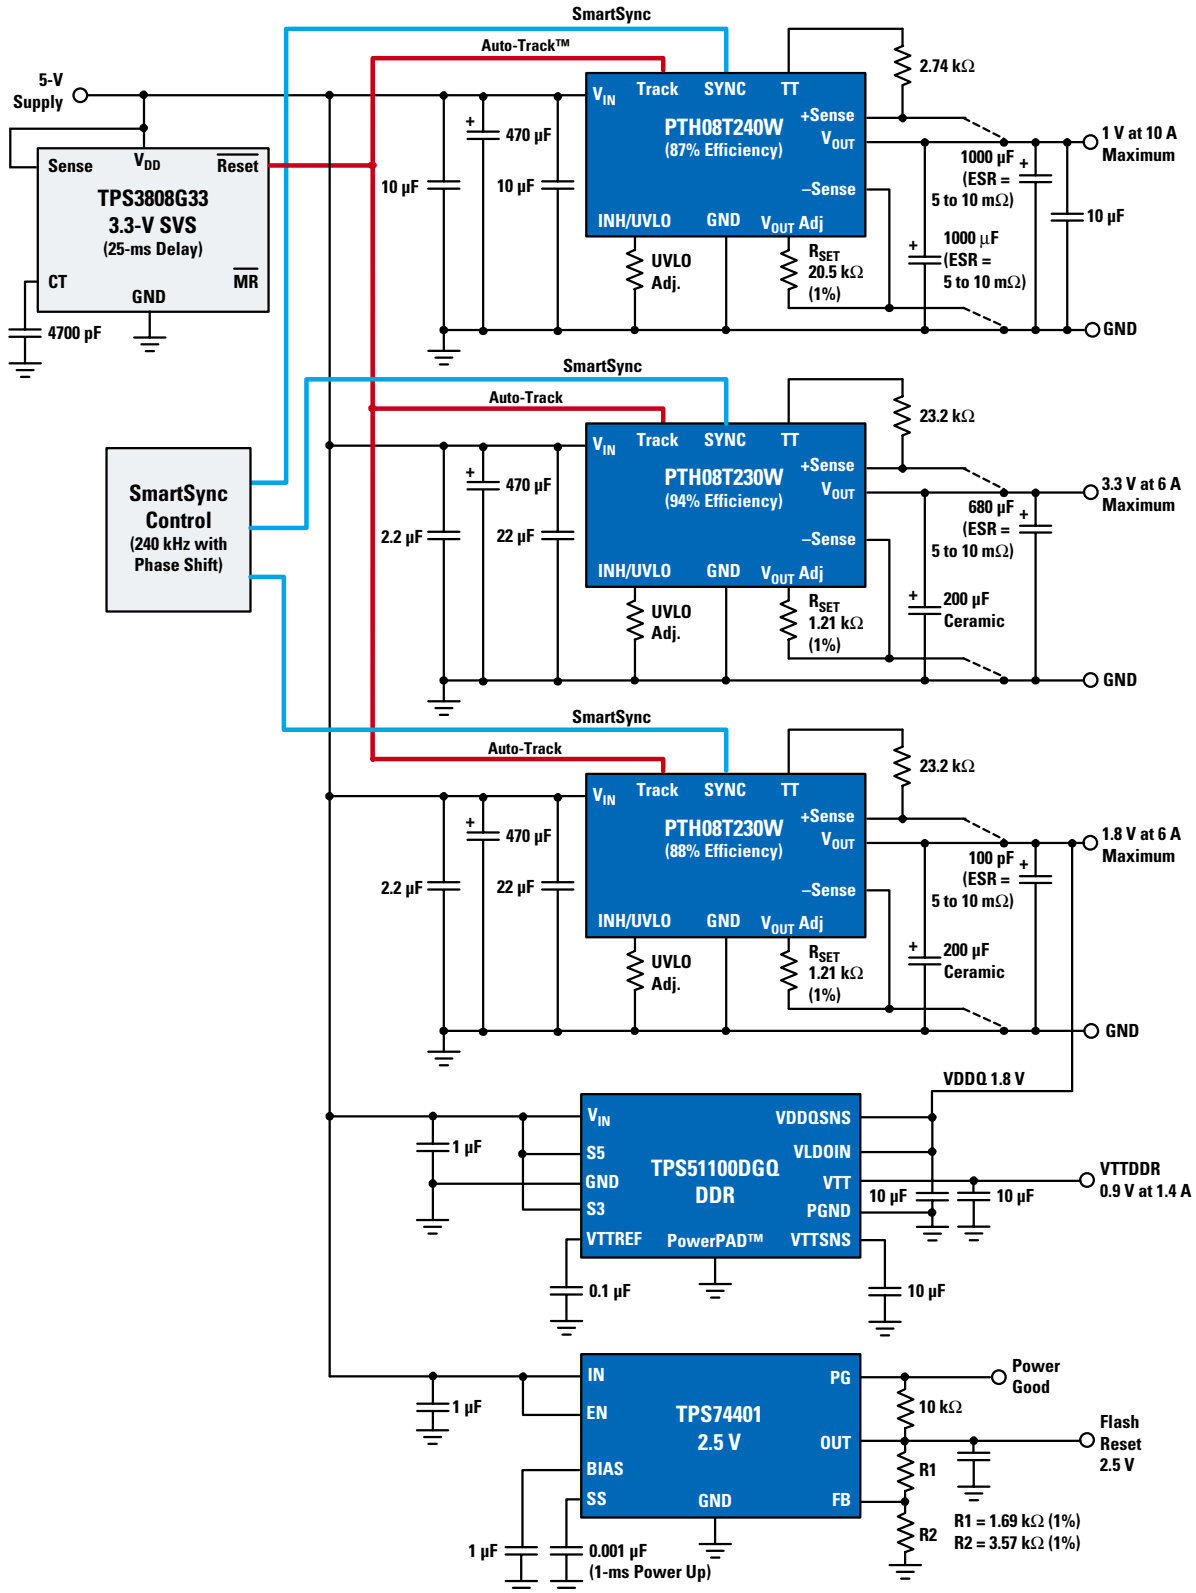 SmartSync
Auto-Track™
5-V
Supply
Sense
VDD
Reset
TPS3808G33
3.3-V SVS
(25-ms Delay)
CT
MR
GND
4700 pF
10 µF
+
470 µF
10 µF
VIN
Track
SYNC
TT
PTH08T240W
(87% Efficiency)
+Sense
VOUT
–Sense
INH/UVLO
GND
VOUT Adj
UVLO
Adj.
RSET
20.5 kΩ
(1%)
2.74 kΩ
1000 µF
(ESR =
5 to 10 mΩ)
+
+
1000 µF
(ESR =
5 to 10 mΩ)
10 µF
1 V at 10 A
Maximum
GND
SmartSync
Auto-Track
SmartSync
Control
(240 kHz with
Phase Shift)
2.2 µF
+
470 µF
22 µF
VIN
Track
SYNC
TT
PTH08T230W
(94% Efficiency)
+Sense
VOUT
–Sense
INH/UVLO
GND
VOUT Adj
UVLO
Adj.
RSET
1.21 kΩ
(1%)
23.2 kΩ
680 µF
(ESR =
5 to 10 mΩ)
+
+
200 µF
Ceramic
3.3 V at 6 A
Maximum
GND
SmartSync
Auto-Track
2.2 µF
+
470 µF
22 µF
VIN
Track
SYNC
TT
PTH08T230W
(88% Efficiency)
+Sense
VOUT
–Sense
INH/UVLO
GND
VOUT Adj
UVLO
Adj.
RSET
1.21 kΩ
(1%)
23.2 kΩ
100 pF
(ESR =
5 to 10 mΩ)
+
+
200 µF
Ceramic
1.8 V at 6 A
Maximum
GND
VDDQ 1.8 V
1 µF
VIN
S5
GND
S3
VTTREF
TPS51100DGQ
DDR
PowerPAD™
VDDQSNS
VLDOIN
VTT
PGND
VTTSNS
0.1 µF
10 µF
10 µF
10 µF
VTTDDR
0.9 V at 1.4 A
1 µF
IN
EN
BIAS
SS
TPS74401
2.5 V
GND
PG
OUT
FB
1 µF
0.001 µF
(1-ms Power Up)
10 kΩ
R1
R2
Power
Good
Flash
Reset
2.5 V
R1 = 1.69 kΩ (1%)
R2 = 3.57 kΩ (1%)